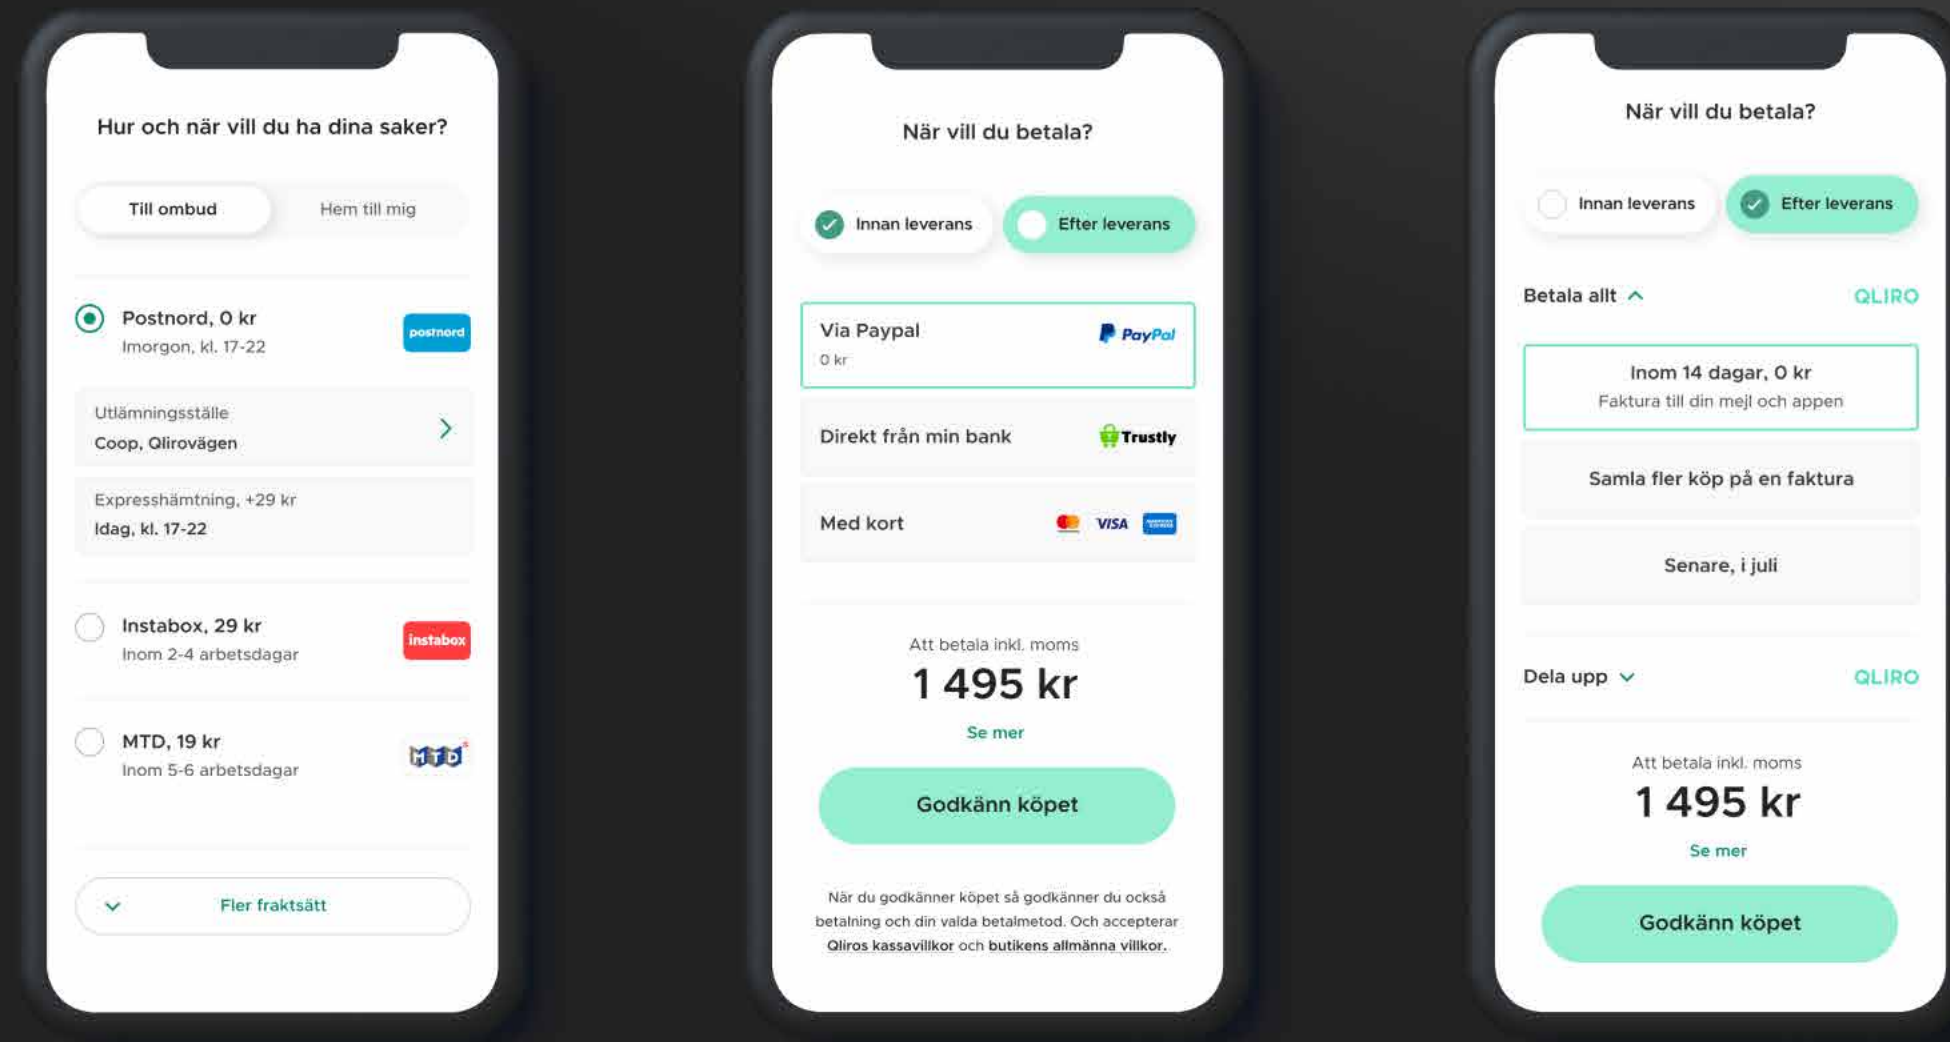 Hur och när vill du ha dina saker?
Till ombud
Hem till mig
Postnord, 0 kr
Imorgon, kl. 17-22
postnord
Utlämningsställe
Coop, Qlirovägen
Expresshämtning, +29 kr
Idag, kl. 17-22
Instabox, 29 kr
Inom 2-4 arbetsdagar
instabox
MTD, 19 kr
Inom 5-6 arbetsdagar
MTD
Fler fraktsätt
När vill du betala?
Innan leverans
Efter leverans
Via Paypal
0 kr
PayPal
Direkt från min bank
Trustly
Med kort
VISA
Att betala inkl. moms
1 495 kr
Se mer
Godkänn köpet
När du godkänner köpet så godkänner du också
betalning och din valda betalmetod. Och accepterar
Qliros kassavillkor och butikens allmänna villkor.
När vill du betala?
Innan leverans
Efter leverans
Betala allt
QLIRO
Inom 14 dagar, 0 kr
Faktura till din mejl och appen
Samla fler köp på en faktura
Senare, i juli
Dela upp
QLIRO
Att betala inkl. moms
1 495 kr
Se mer
Godkänn köpet